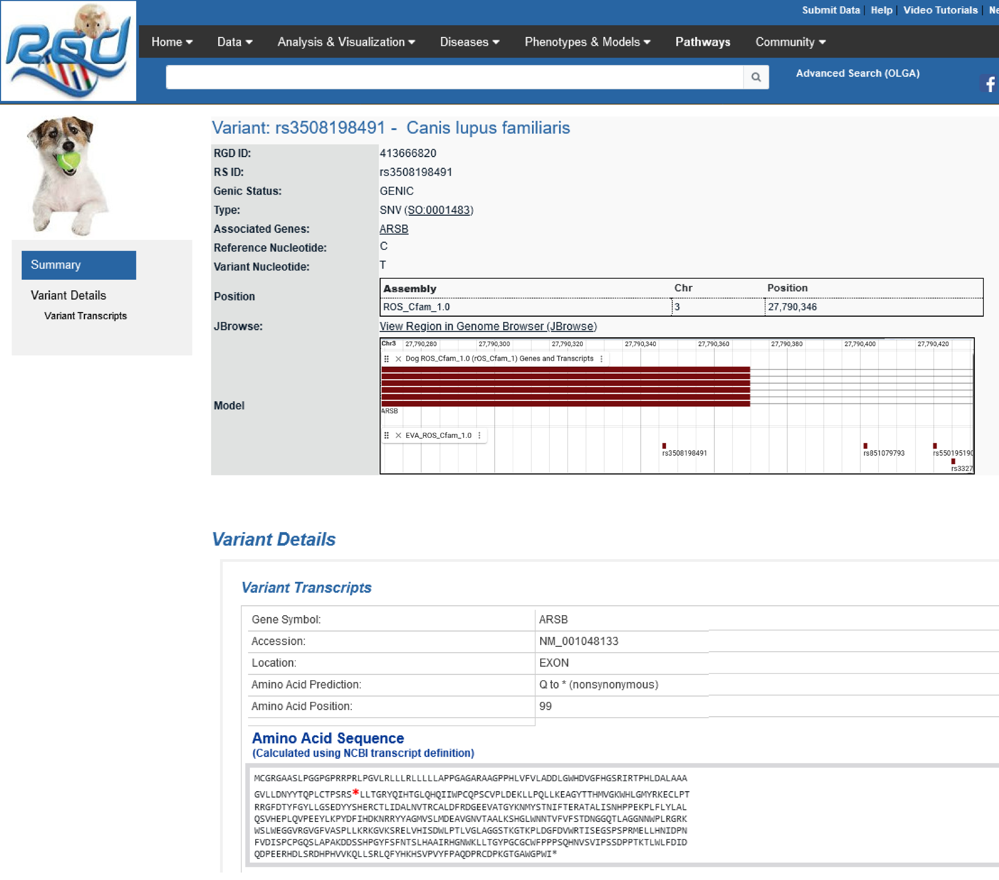 Submit Data | Help | Video Tutorials |
RGD
Home Data Analysis & Visualization Diseases Phenotypes & Models Pathways Community
Advanced Search (OLGA)
f
Variant: rs3508198491 - Canis lupus familiaris
RGD ID: 413666820
RS ID: rs3508198491
Genic Status: GENIC
Type: SNV (SO:0001483)
Associated Genes: ARSB
Reference Nucleotide: C
Variant Nucleotide: T
Summary
Variant Details
Variant Transcripts
Position
Assembly Chr Position
ROS_Cfam_1.0 3 27,790,346
JBrowse: View Region in Genome Browser (JBrowse)
Model
Chr3 27,790,280 27,790,300 27,790,320 27,790,340 27,790,360 27,790,380 27,790,400 27,790,420
Dog ROS_Cfam_1.0 (rOS_Cfam_1) Genes and Transcripts
ARSB
EVA_ROS_Cfam_1.0
rs3508198491 rs851079793 rs550195190
rs3327
Variant Details
Variant Transcripts
Gene Symbol: ARSB
Accession: NM_001048133
Location: EXON
Amino Acid Prediction: Q to * (nonsynonymous)
Amino Acid Position: 99
Amino Acid Sequence
(Calculated using NCBI transcript definition)
MCGRGAASLPGGPGPRRPRLPGVLRLLLRLLLLLAPPGAGARAAGPPHLVFVLADDLGWHDVGFHGSRIRTPHLDALAAA
GVLLDNYYTQPLCTPSRS*LLTGRYQIHTGLQHQIIWPCQPSCVPLDEKLLPQLLKEAGYTTHMVGKWHLGMYRKECLPT
RRGFDTYFGYLLGSEDYYSHERCTLIDALNVTRCALDFRDGEEVATGYKNMYSTNIFTERATALISNHPPEKPLFLYLAL
QSVHEPLQVPEEYLKPYDFIHDKNRRYYAGMVSLMDEAVGNVTAALKSHGLWNNTVFVFSTDNGGQTLAGGNNWPLRGRK
WSLWEGGVRGVGFVASPLLKRKGVKSRELVHISDWLPTLVGLAGGSTKGTKPLDGFDVWRTISEGSPSPRMELLHNIDPN
FVDISPCPGQSLAPAKDDSSHPGYFSFNTSLHAAIRHGNWKLLTGYPGCGCWFPPPSQHNVSVIPSSDPPTKTLWLFDID
QDPEERHDLSRDHPHVVKQLLSRLQFYHKHSVPVYFPAQDPRCDPKGTGAWGPWI*